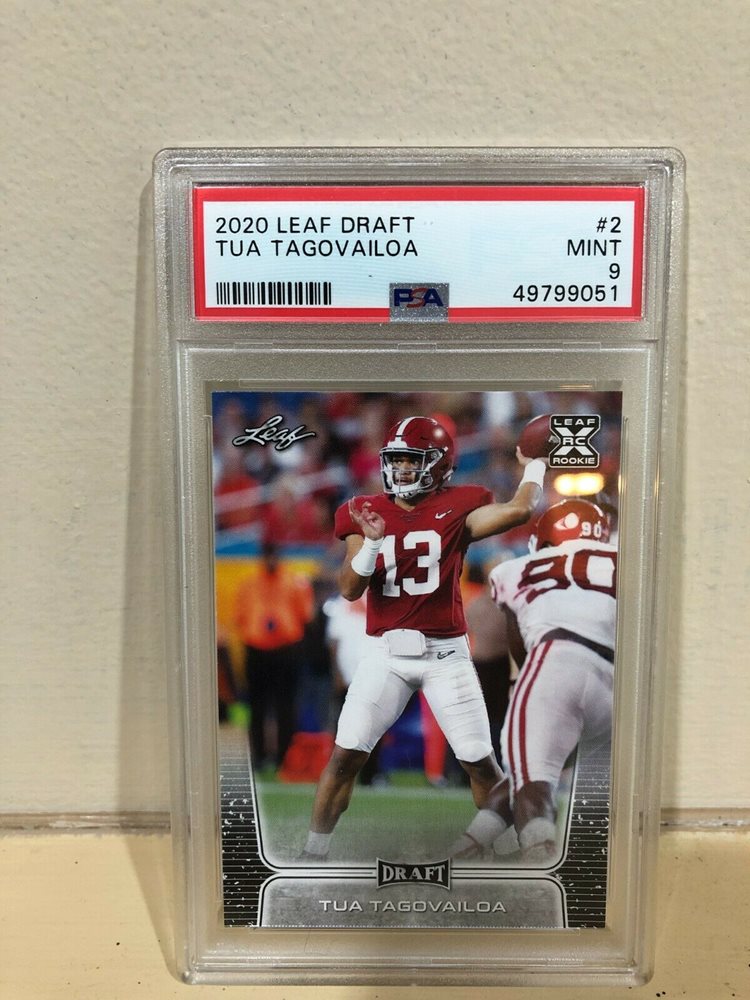 2020 LEAF DRAFT #2
TUA TAGOVAILOA MINT
9
PSA 49799051
Leaf
LEAF
X
RC
ROOKIE
13
90
90
DRAFT
TUA TAGOVAILOA